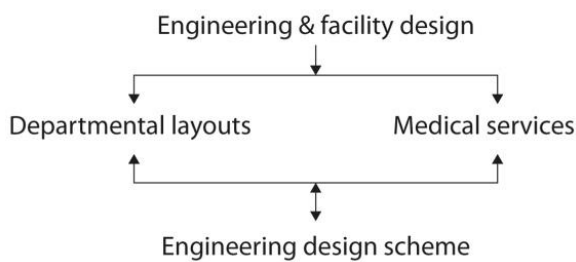 Engineering & facility design
Departmental layouts
Medical services
Engineering design scheme